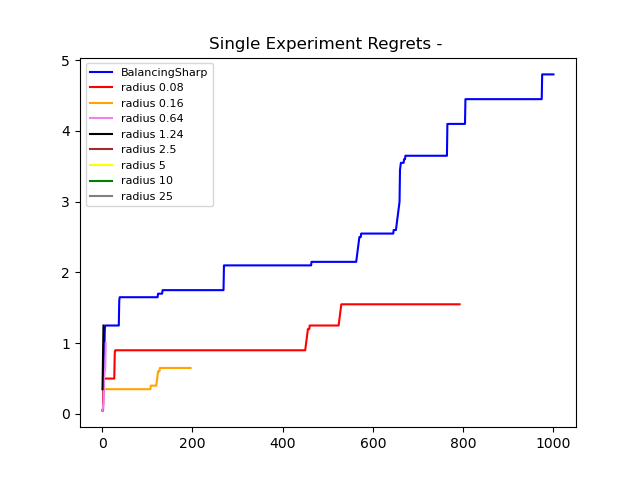 Single Experiment Regrets -
BalancingSharp
radius 0.08
radius 0.16
radius 0.64
radius 1.24
radius 2.5
radius 5
radius 10
radius 25
5
4
3
2
1
0
0 200 400 600 800 1000